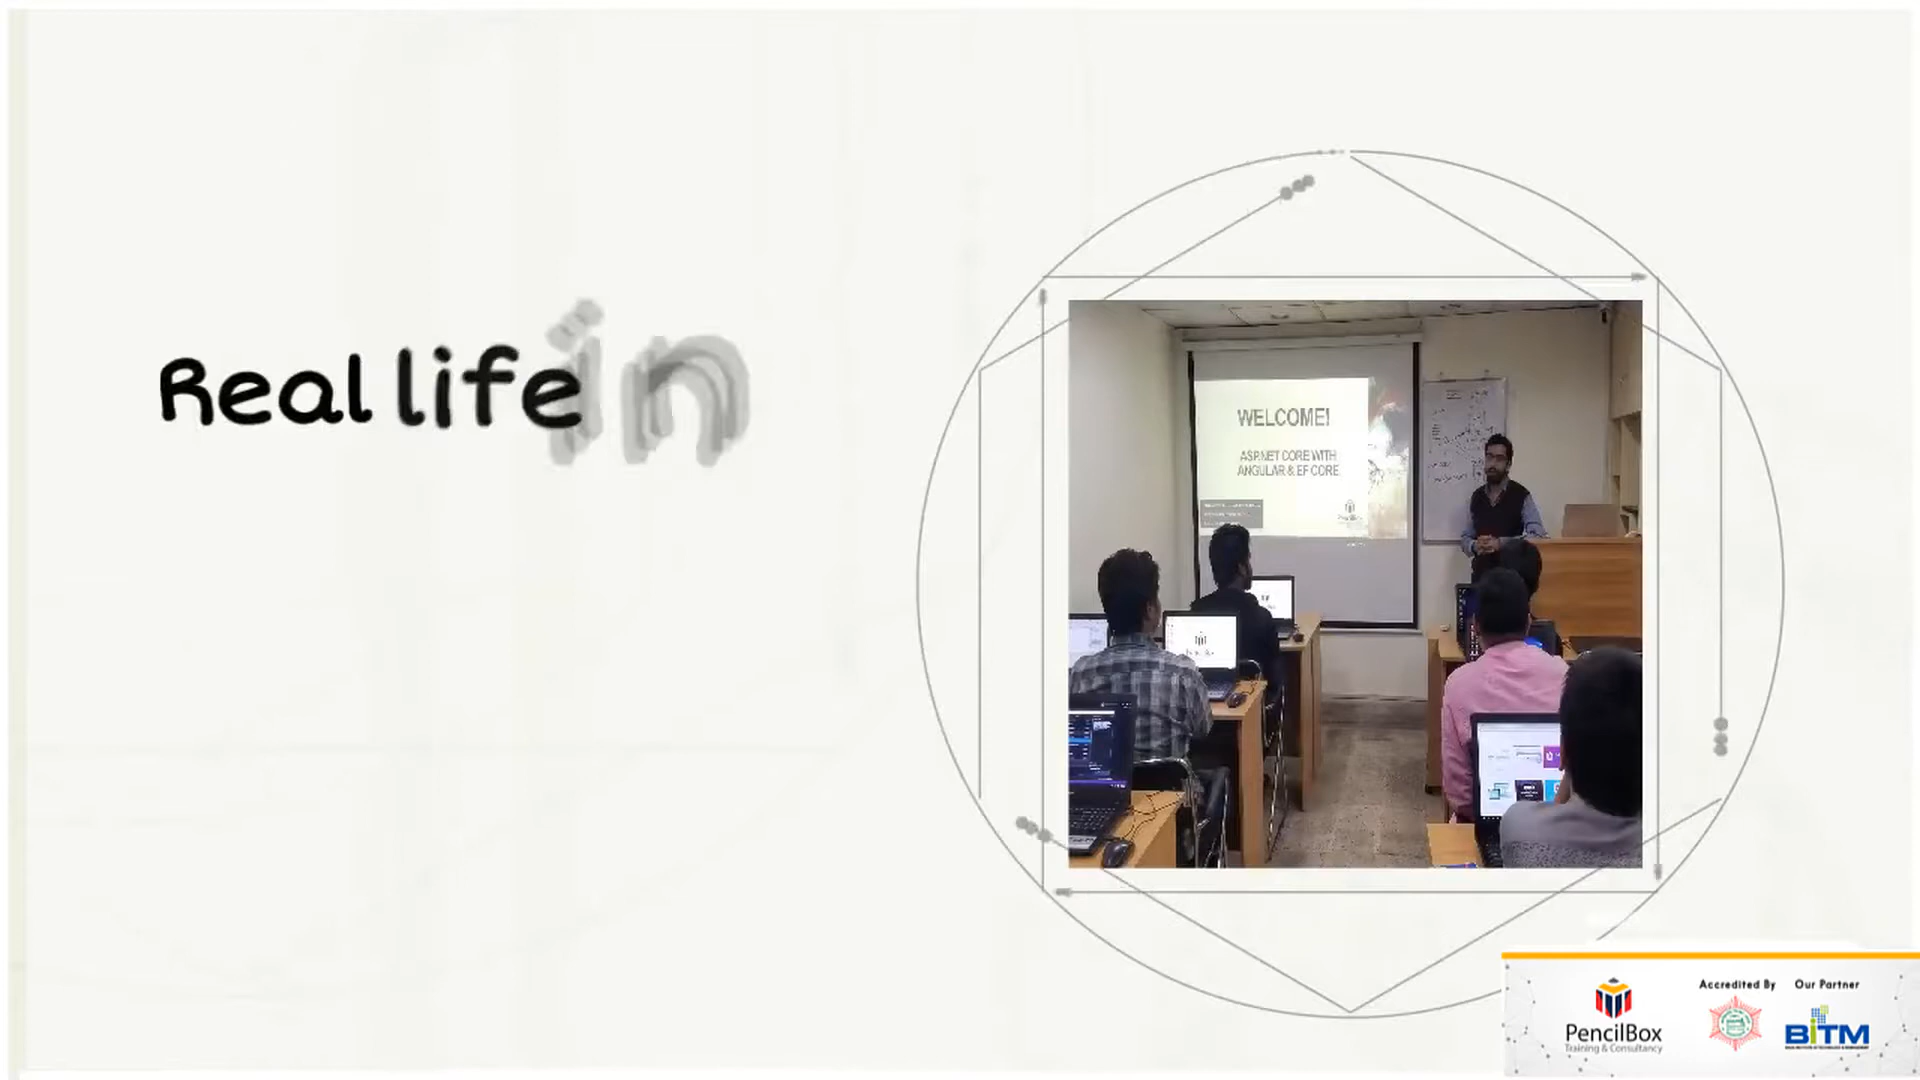 Real life in
WELCOME!
ASP.NET CORE WITH
ANGULAR & EF CORE
Accredited By
Our Partner
PencilBox
Training & Consultancy
BiTM